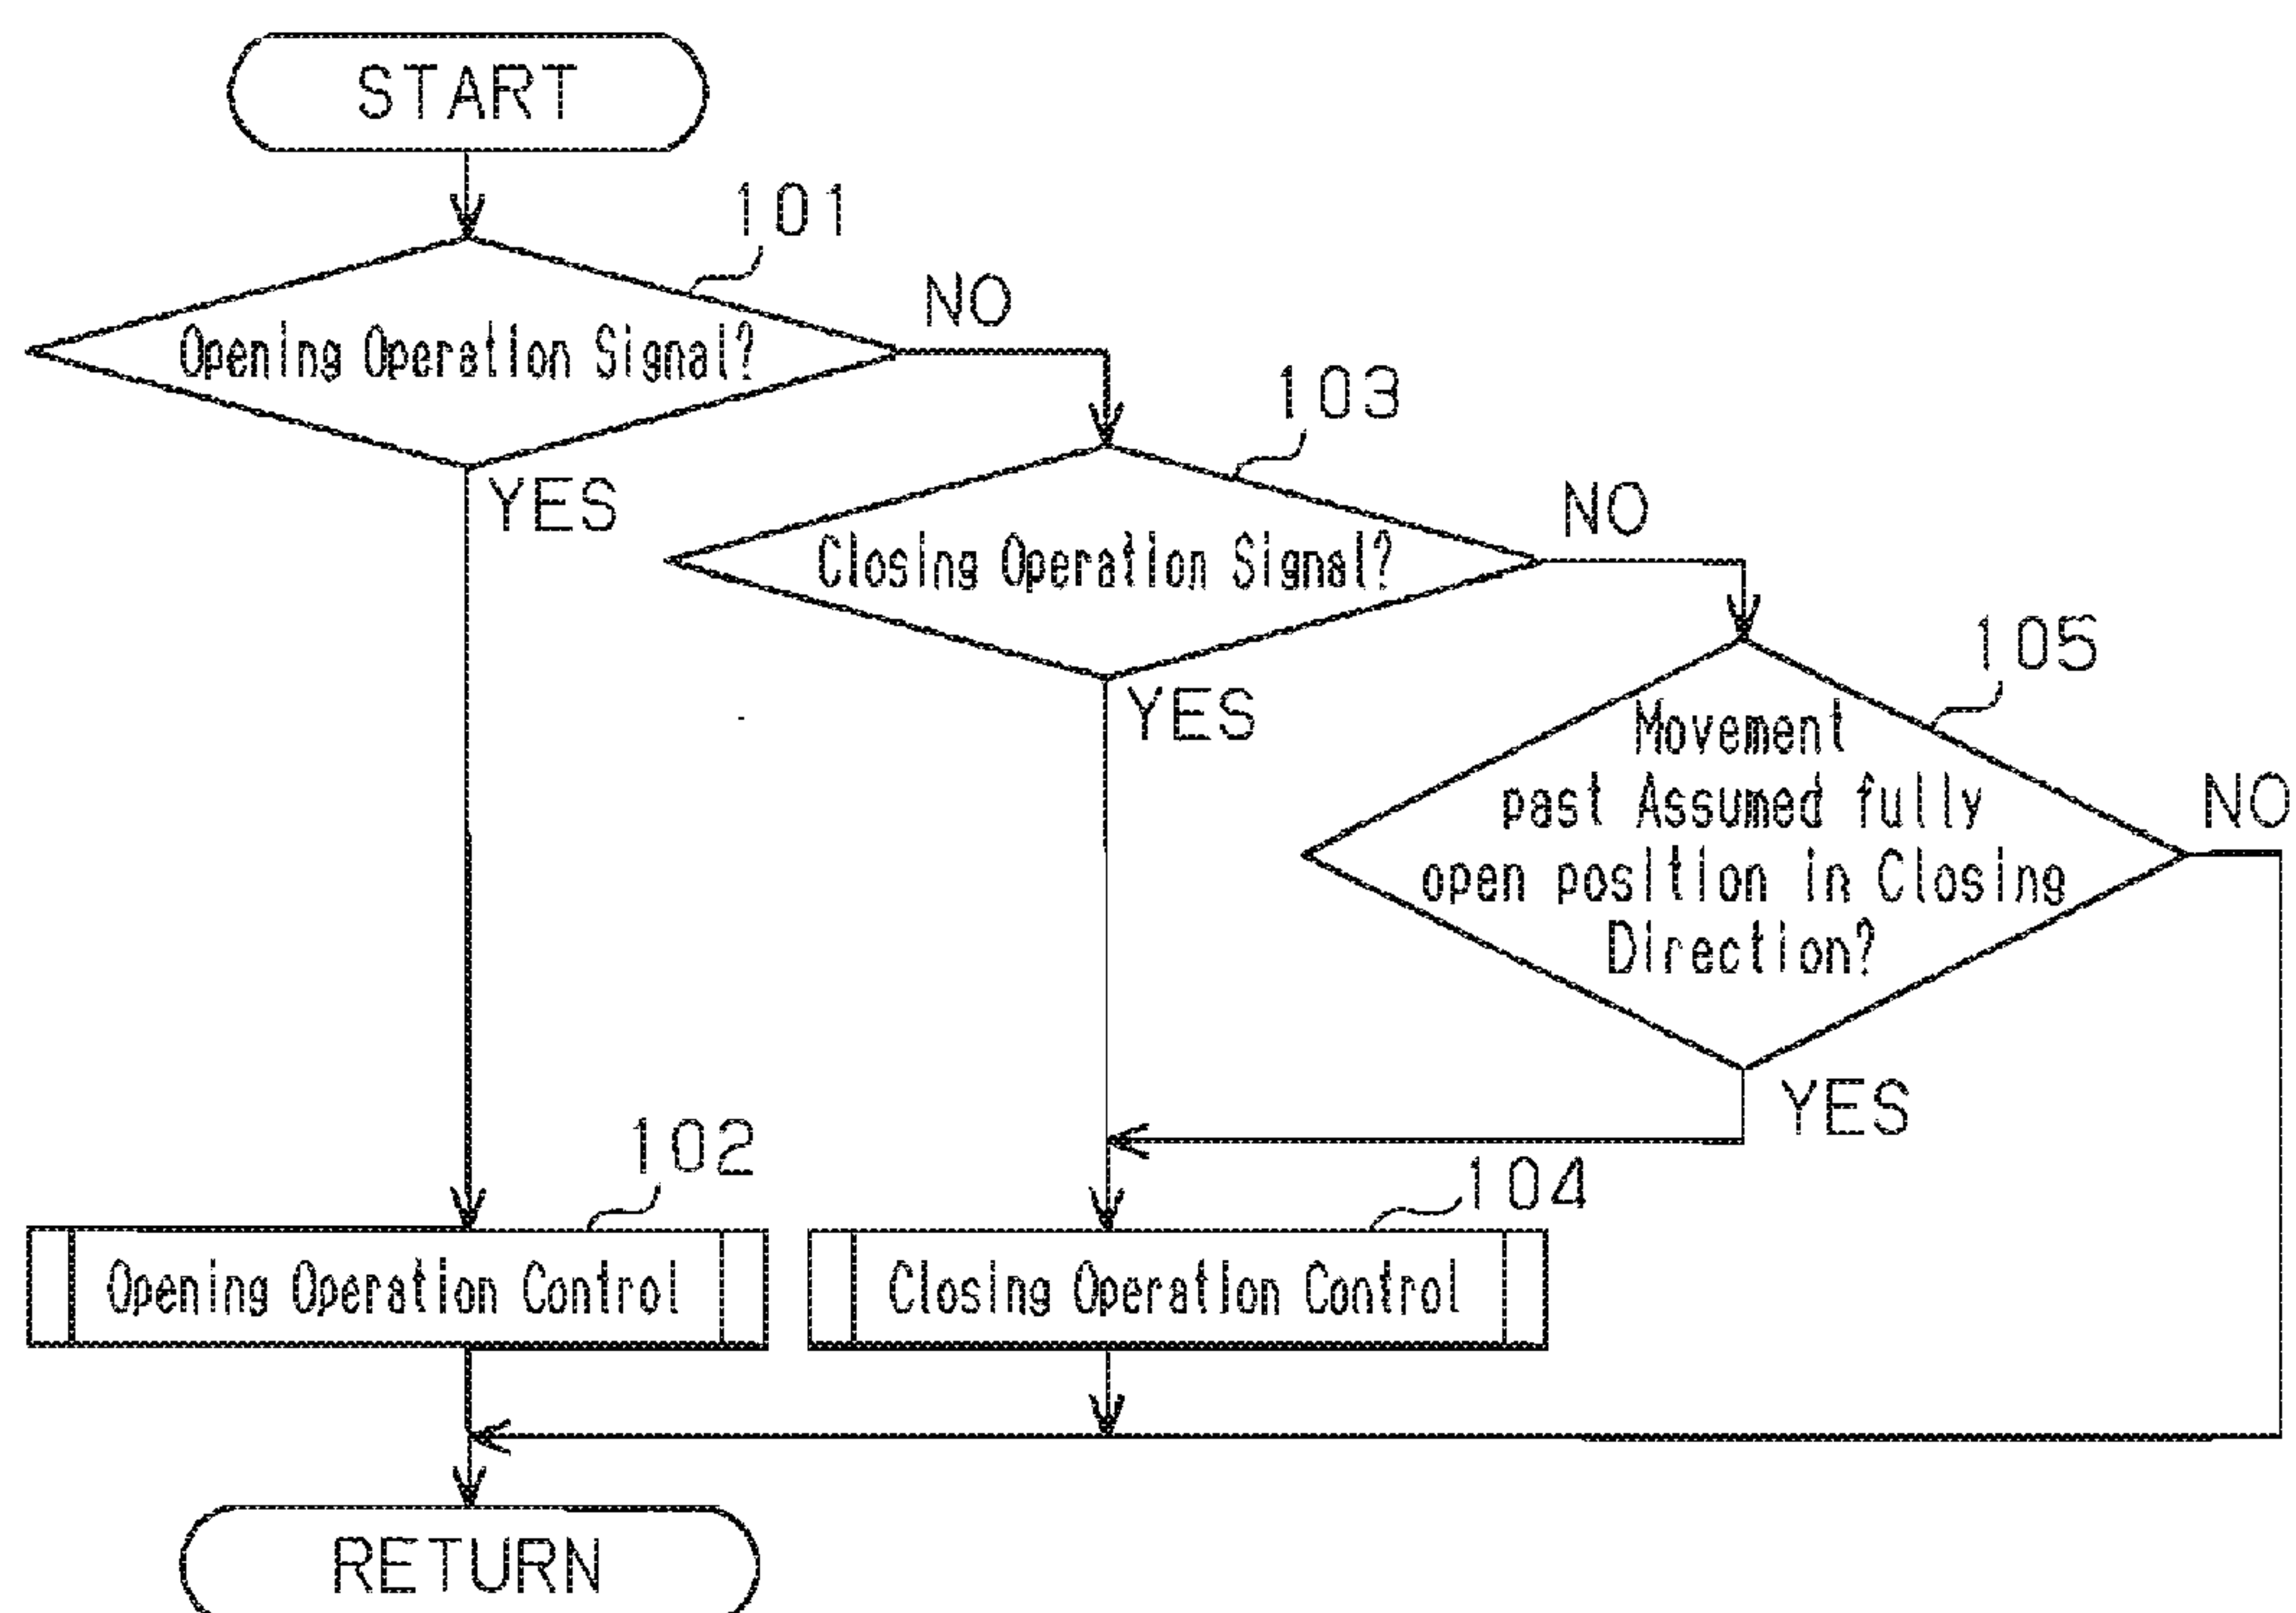 START
101
Opening Operation Signal?
NO
YES
103
Closing Operation Signal?
NO
YES
105
Movement
past Assumed fully
open position in Closing
Direction?
NO
YES
102
Opening Operation Control
104
Closing Operation Control
RETURN